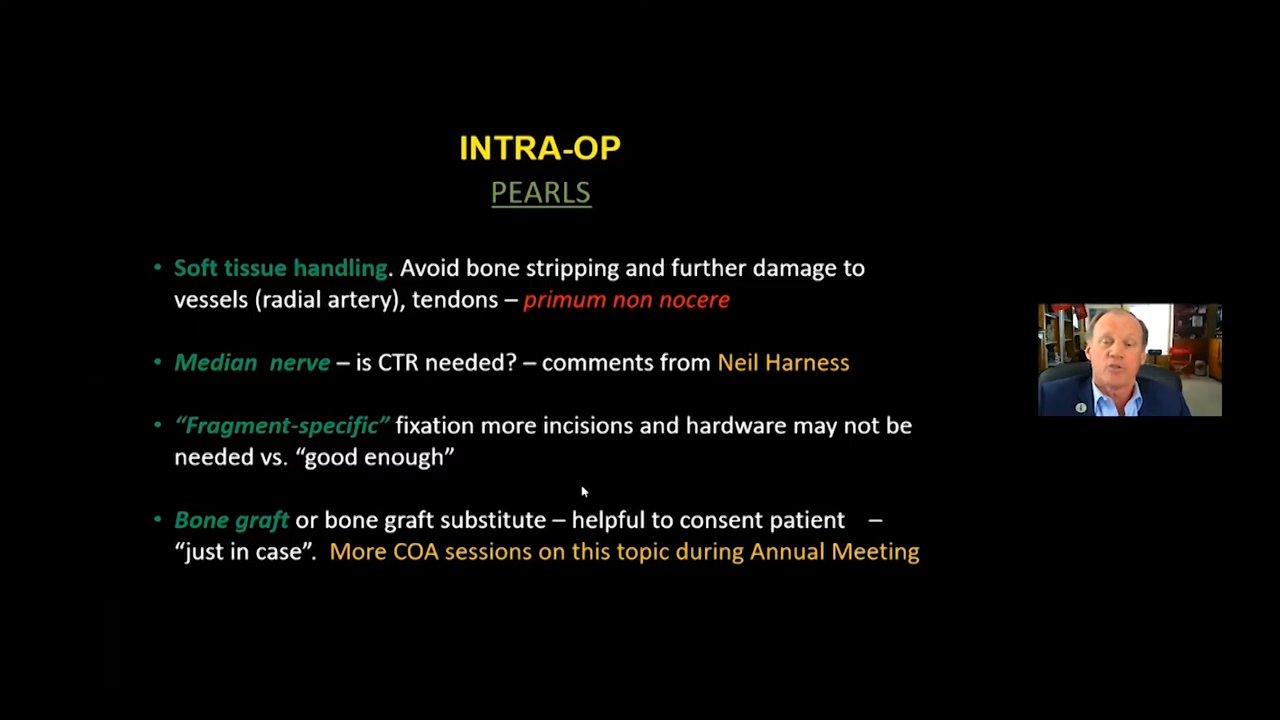 INTRA-OP
PEARLS
• Soft tissue handling. Avoid bone stripping and further damage to
vessels (radial artery), tendons – primum non nocere
• Median nerve – is CTR needed? – comments from Neil Harness
• “Fragment-specific” fixation more incisions and hardware may not be
needed vs. “good enough”
• Bone graft or bone graft substitute – helpful to consent patient –
“just in case”. More COA sessions on this topic during Annual Meeting